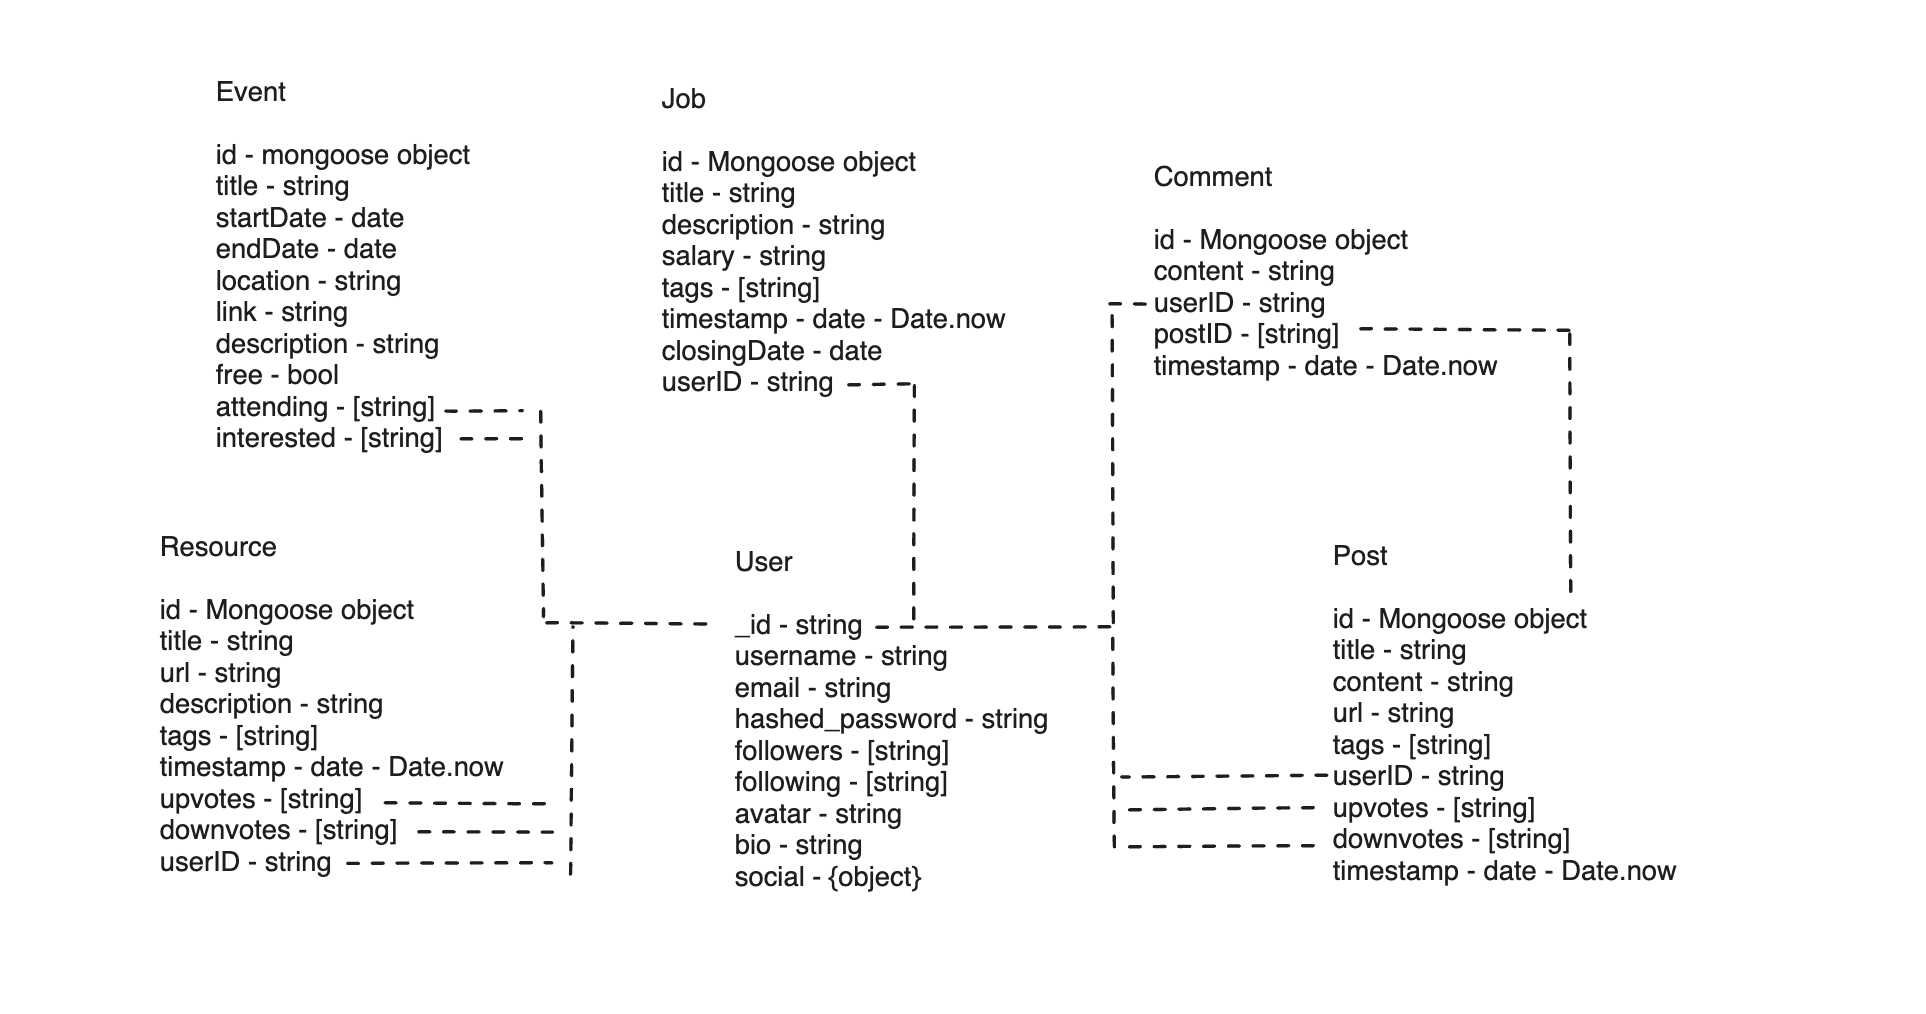 Event
id - mongoose object
title - string
startDate - date
endDate - date
location - string
link - string
description - string
free - bool
attending - [string]
interested - [string]
Job
id - Mongoose object
title - string
description - string
salary - string
tags - [string]
timestamp - date - Date.now
closingDate - date
userID - string
Comment
id - Mongoose object
content - string
userID - string
postID - [string]
timestamp - date - Date.now
Resource
id - Mongoose object
title - string
url - string
description - string
tags - [string]
timestamp - date - Date.now
upvotes - [string]
downvotes - [string]
userID - string
User
_id - string
username - string
email - string
hashed_password - string
followers - [string]
following - [string]
avatar - string
bio - string
social - {object}
Post
id - Mongoose object
title - string
content - string
url - string
tags - [string]
userID - string
upvotes - [string]
downvotes - [string]
timestamp - date - Date.now